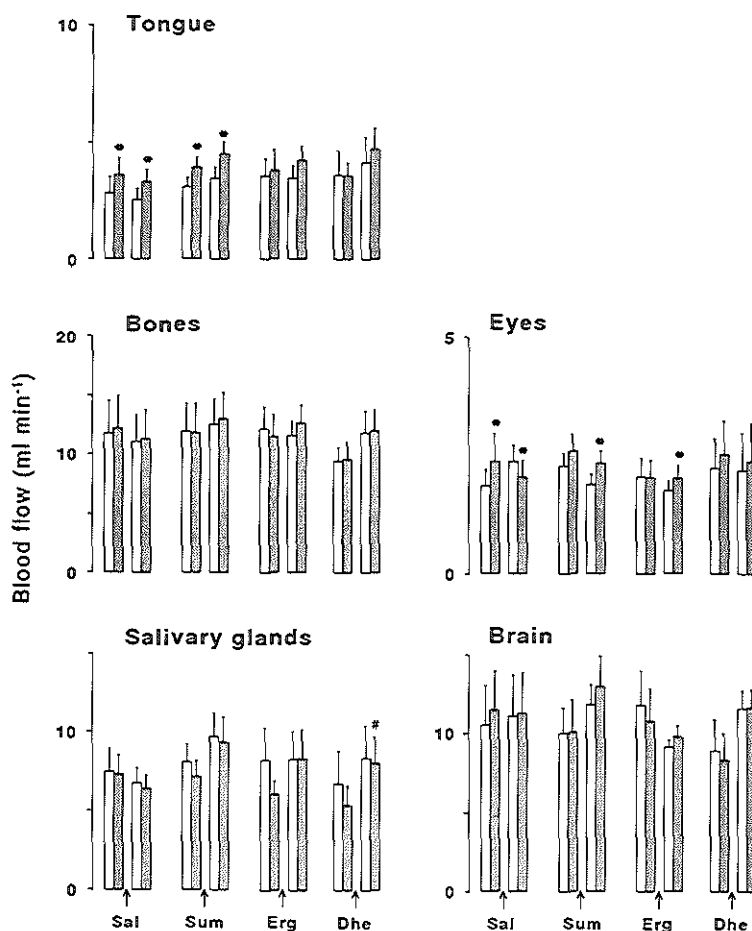 Tongue
10
*
*
*
*
0
Bones
20
10
0
Eyes
5
*
*
*
*
0
Blood flow (ml min⁻¹)
Salivary glands
10
#
0
Brain
10
0
Sal Sum Erg Dhe
Sal Sum Erg Dhe